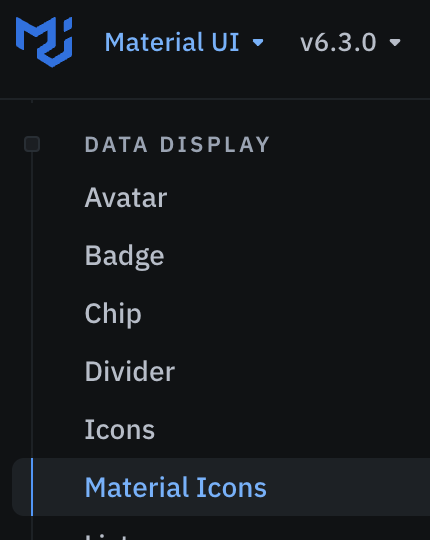 Material UI v6.3.0
DATA DISPLAY
Avatar
Badge
Chip
Divider
Icons
Material Icons